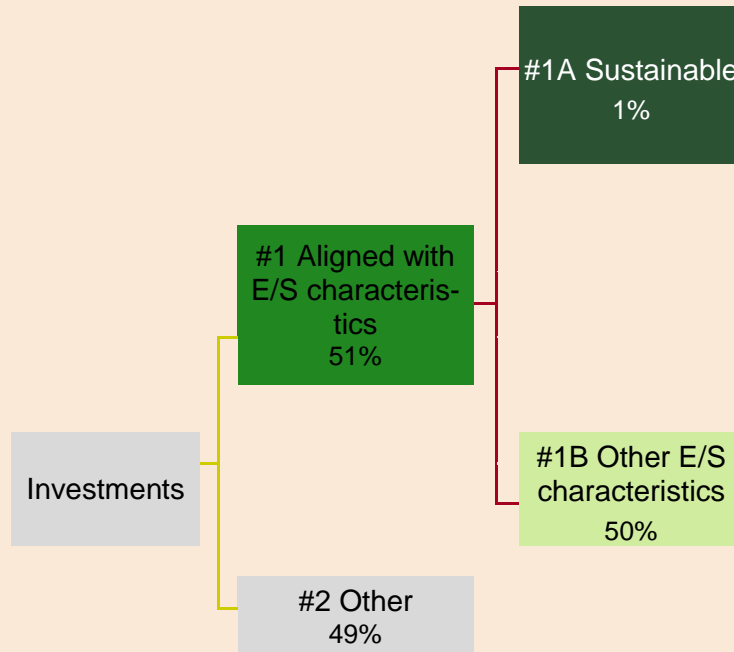 #1A Sustainable
1%
#1 Aligned with
E/S characteris-
tics
51%
Investments
#1B Other E/S
characteristics
50%
#2 Other
49%